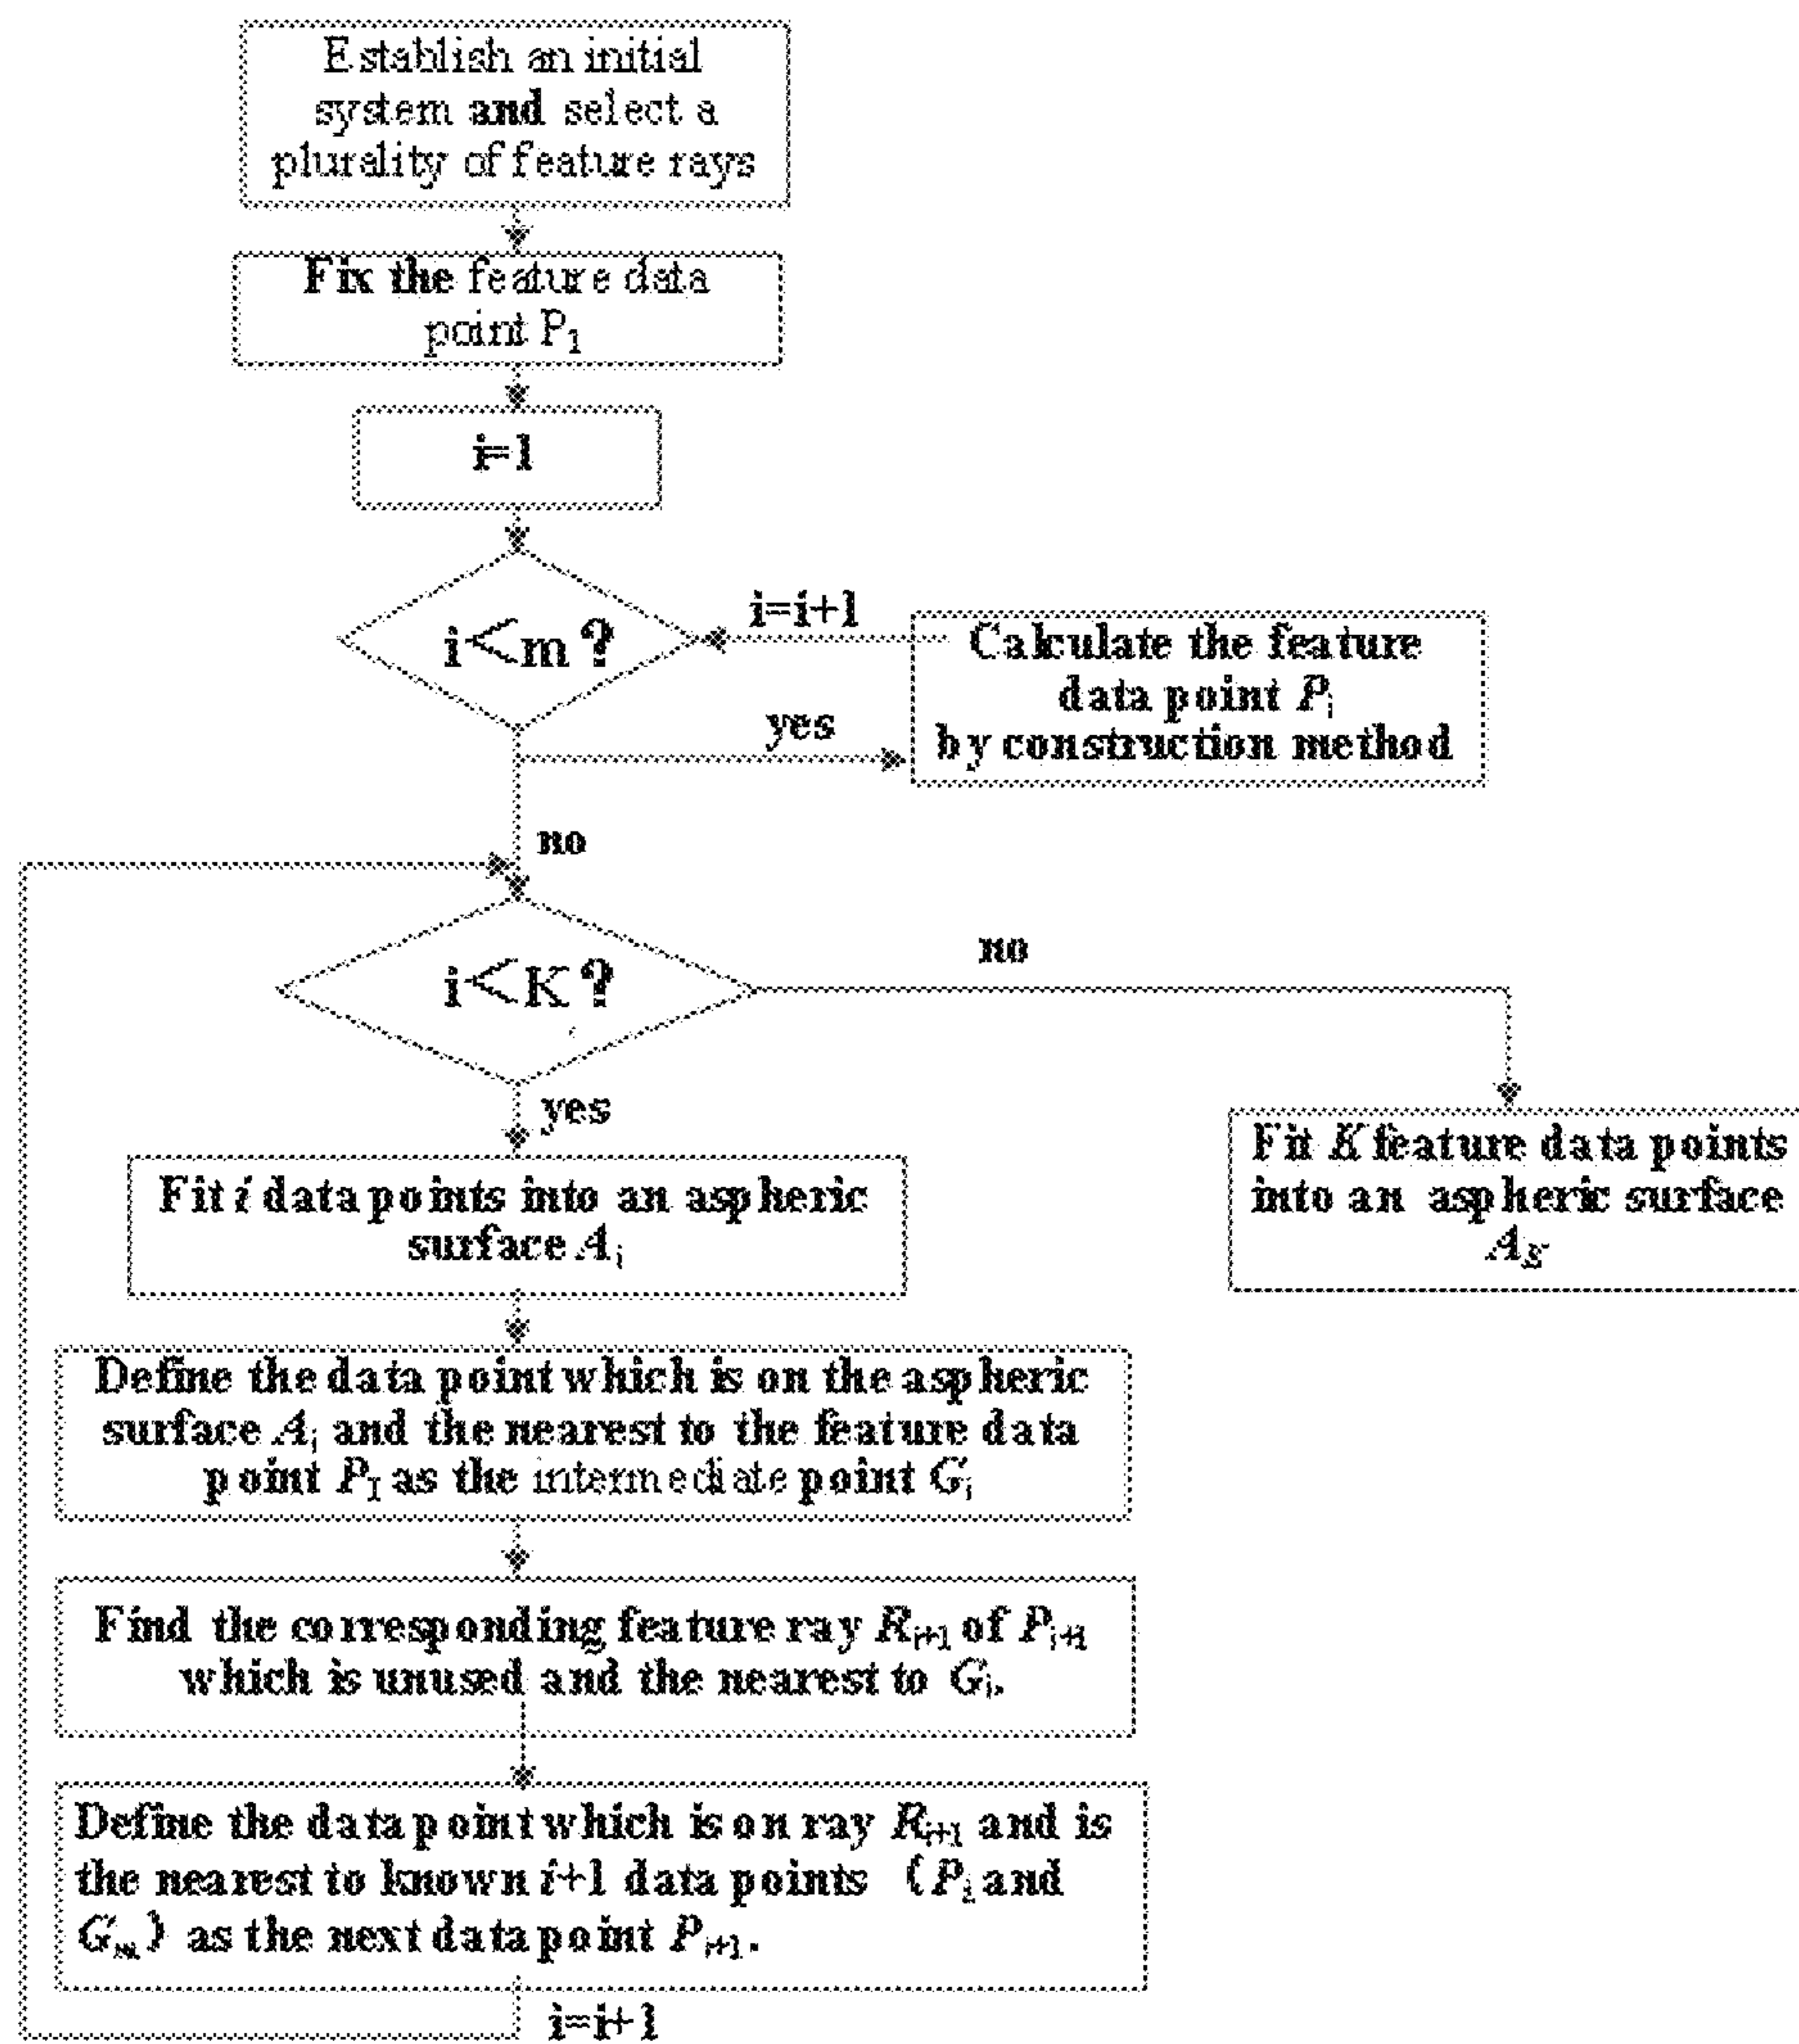 Establish an initial
system and select a
plurality of feature rays
Fix the feature data
point P₁
i=1
i<m?
i=i+1
Calculate the feature
data point Pᵢ
by construction method
yes
no
i<K?
no
yes
Fit i data points into an aspheric
surface Aᵢ
Fit K feature data points
into an aspheric surface
A_K
Define the data point which is on the aspheric
surface Aᵢ and the nearest to the feature data
point P_I as the intermediate point Gᵢ
Find the corresponding feature ray Rᵢ₊₁ of Pᵢ₊₁
which is unused and the nearest to Gᵢ.
Define the data point which is on ray Rᵢ₊₁ and is
the nearest to known i+1 data points (Pᵢ and
Gₘ) as the next data point Pᵢ₊₁.
i=i+1